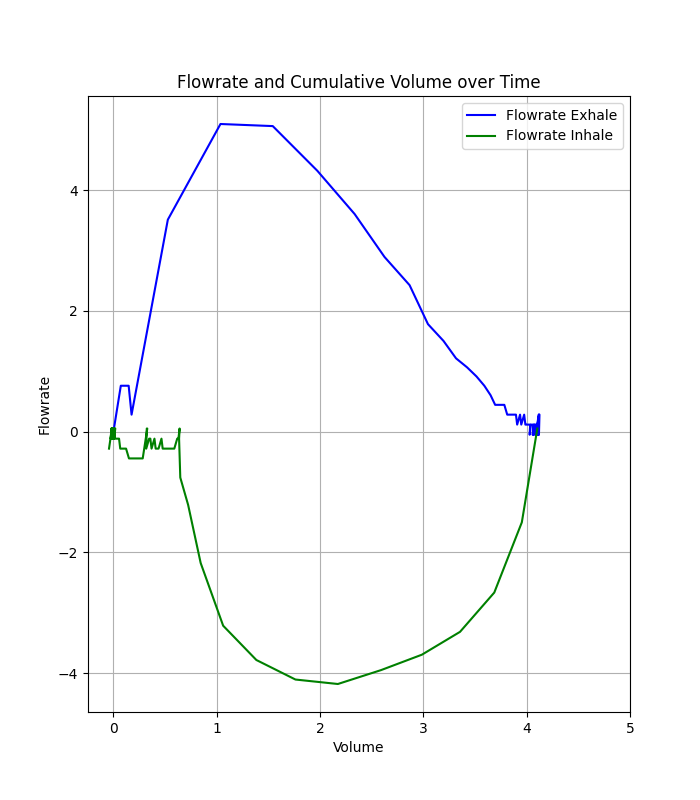 Flowrate and Cumulative Volume over Time
Flowrate Exhale
Flowrate Inhale
Flowrate
4
2
0
−2
−4
0 1 2 3 4 5
Volume